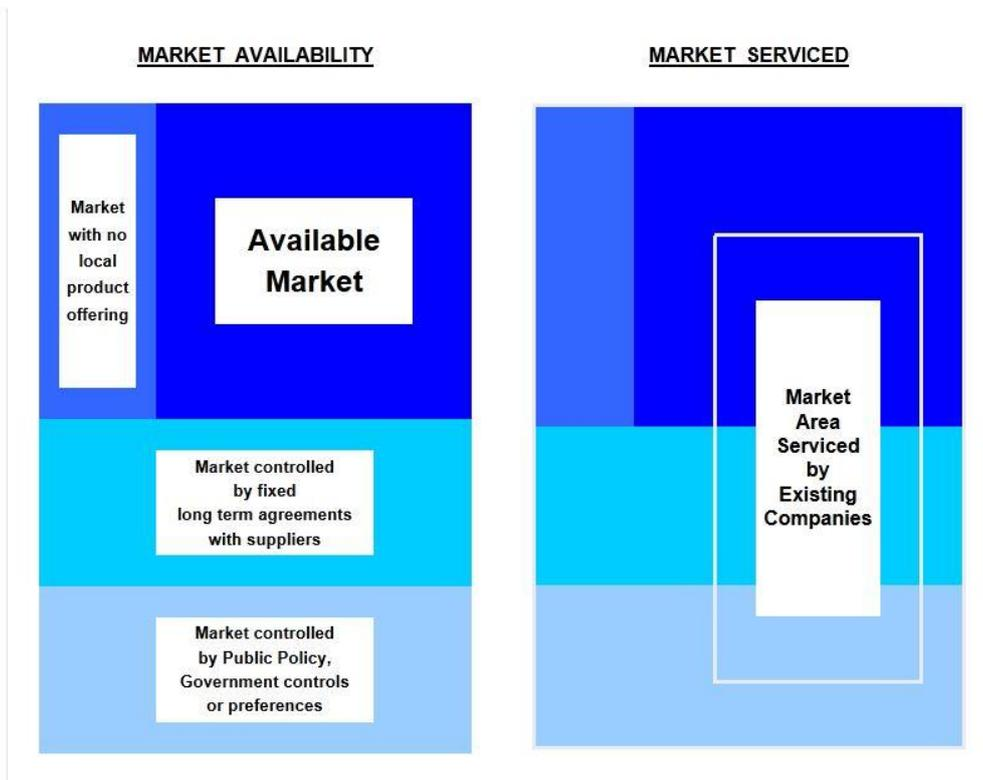 MARKET AVAILABILITY
MARKET SERVICED
Market
with no
local
product
offering
Available
Market
Market controlled
by fixed
long term agreements
with suppliers
Market controlled
by Public Policy,
Government controls
or preferences
Market
Area
Serviced
by
Existing
Companies